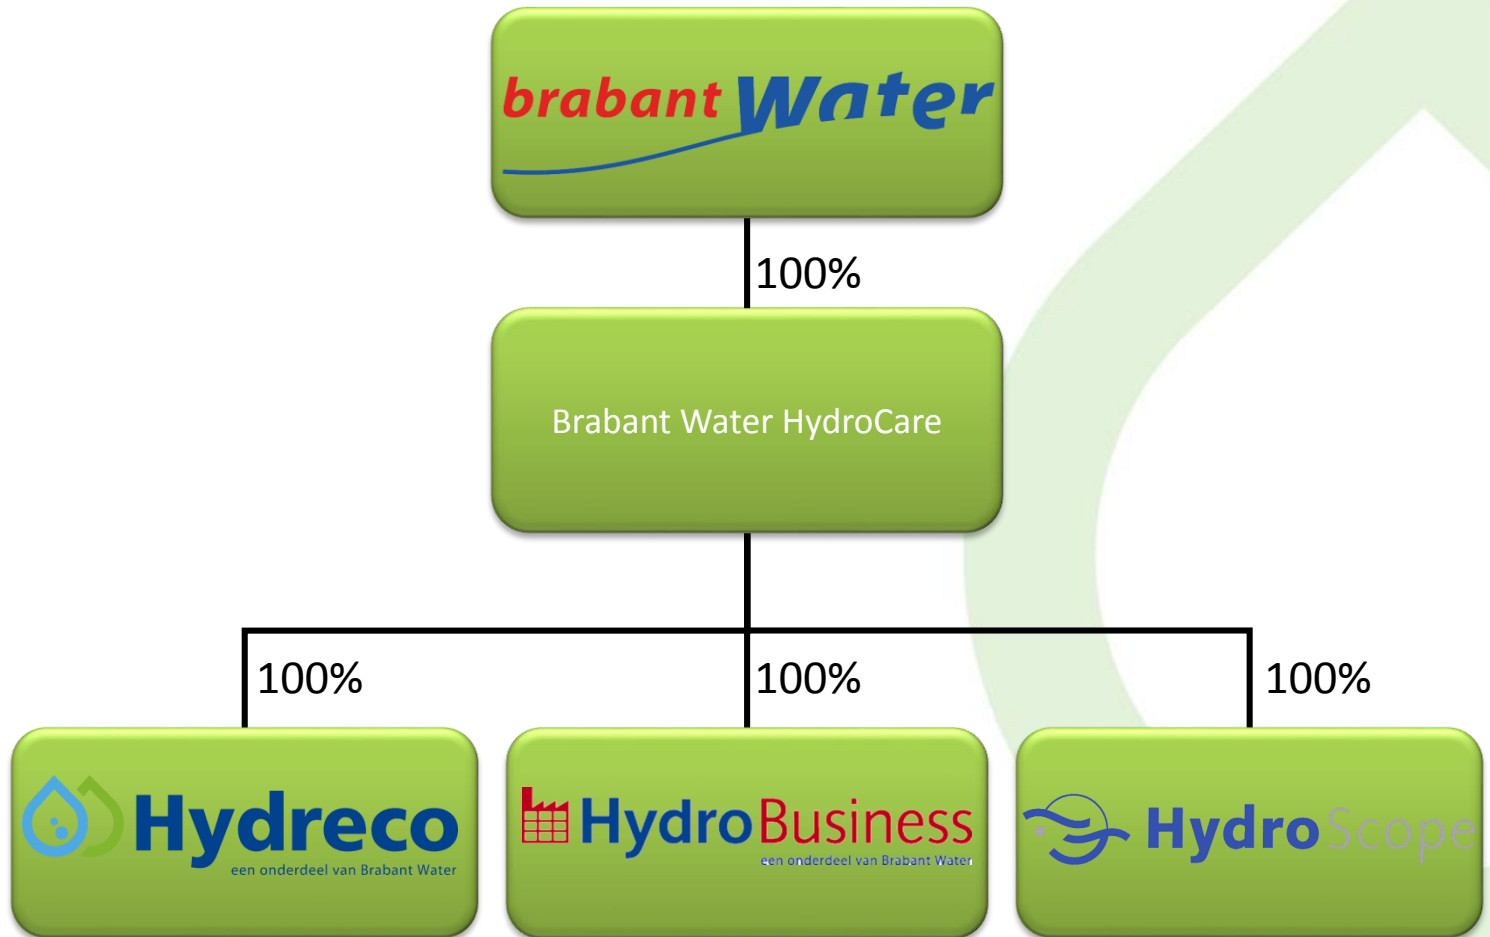 brabant Water
100%
Brabant Water HydroCare
100%
100%
100%
Hydreco
een onderdeel van Brabant Water
HydroBusiness
een onderdeel van Brabant Water
HydroScope